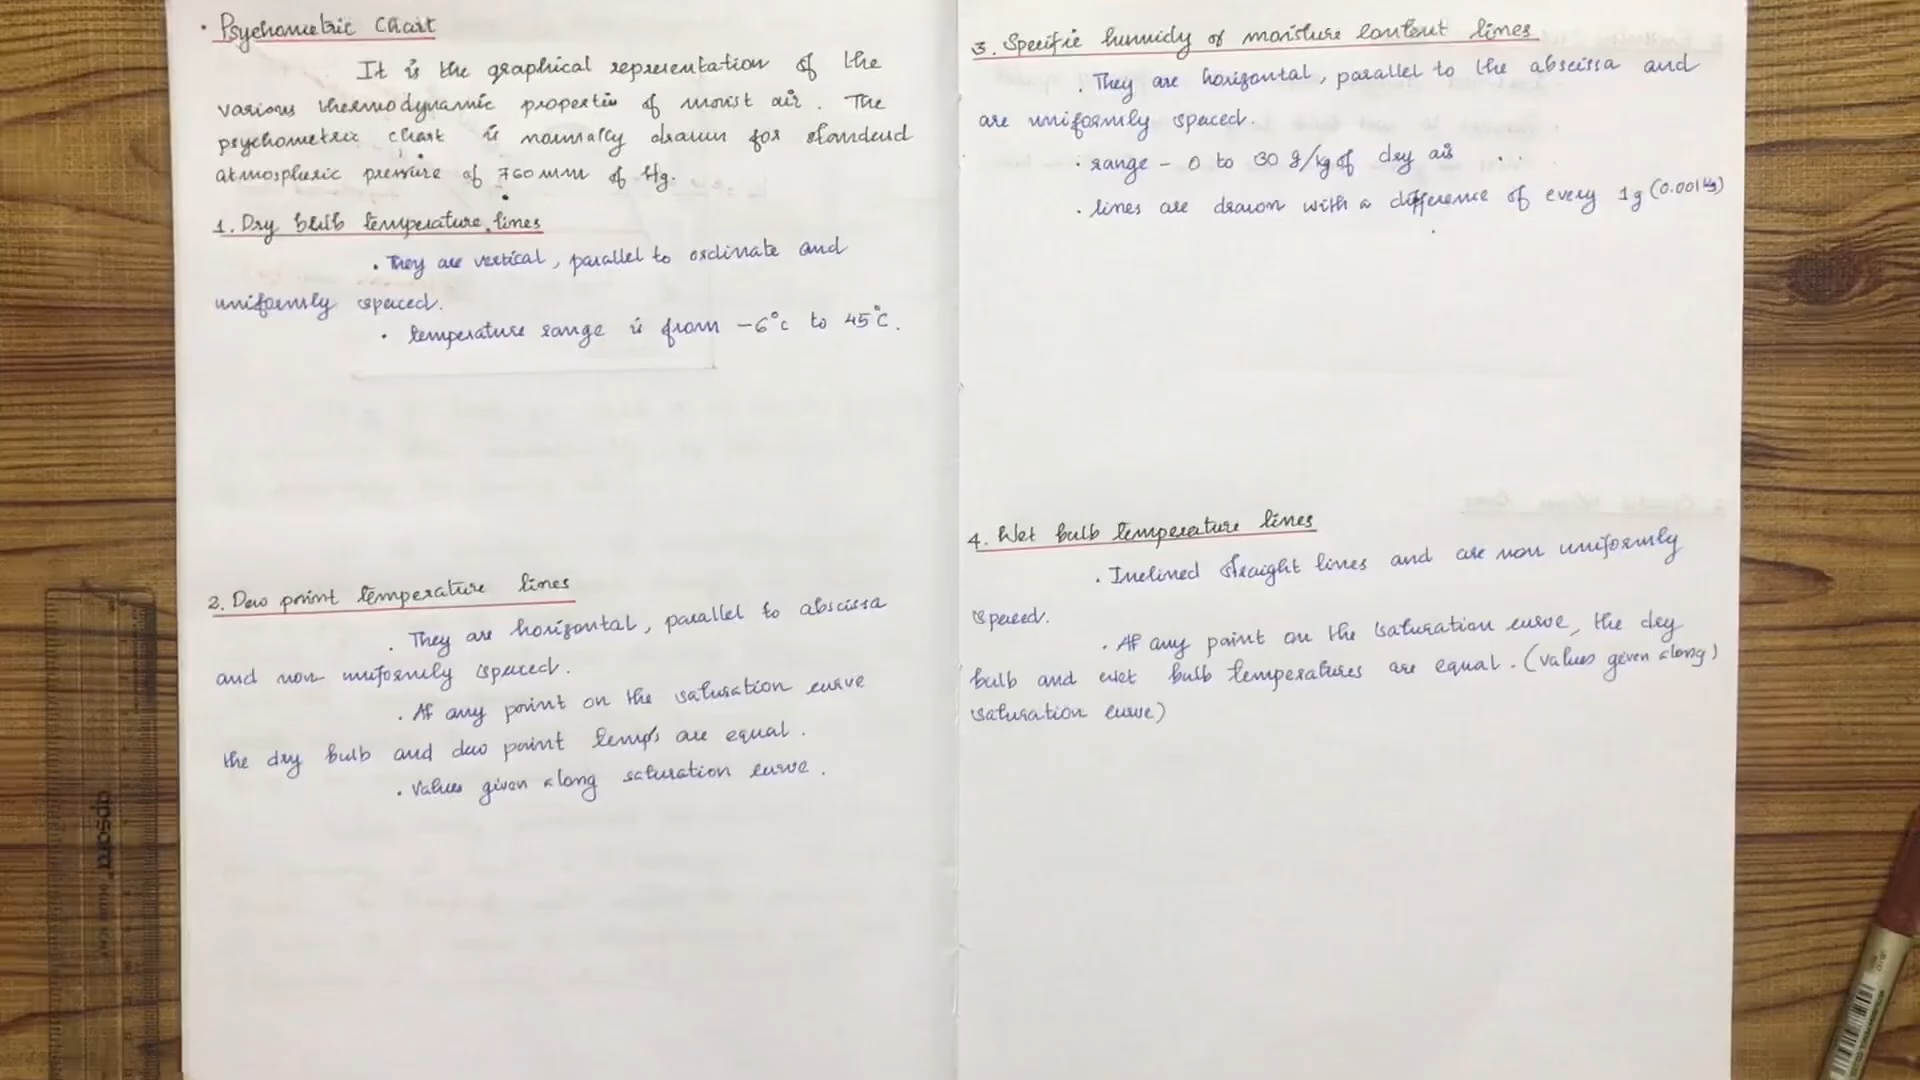 · Psychometric Chart
It is the graphical representation of the
various thermodynamic properties of moist air. The
psychometric chart is normally drawn for standard
atmospheric pressure of 760 mm of Hg.
1. Dry bulb temperature lines
· They are vertical, parallel to ordinate and
uniformly spaced.
· temperature range is from -6°c to 45°C.
2. Dew point temperature lines
· They are horizontal, parallel to abscissa
and non uniformly spaced.
· At any point on the saturation curve
the dry bulb and dew point temps are equal.
· Values given along saturation curve.
3. Specific humidy of moisture content lines
· They are horizontal, parallel to the abscissa and
are uniformly spaced.
· range - 0 to 30 g/kg of dry air
· lines are drawn with a difference of every 1g (0.001kg)
4. Wet bulb temperature lines
· Inclined straight lines and are non uniformly
spaced.
· At any point on the saturation curve, the dry
bulb and wet bulb temperatures are equal. (values given along)
saturation curve)
apsara